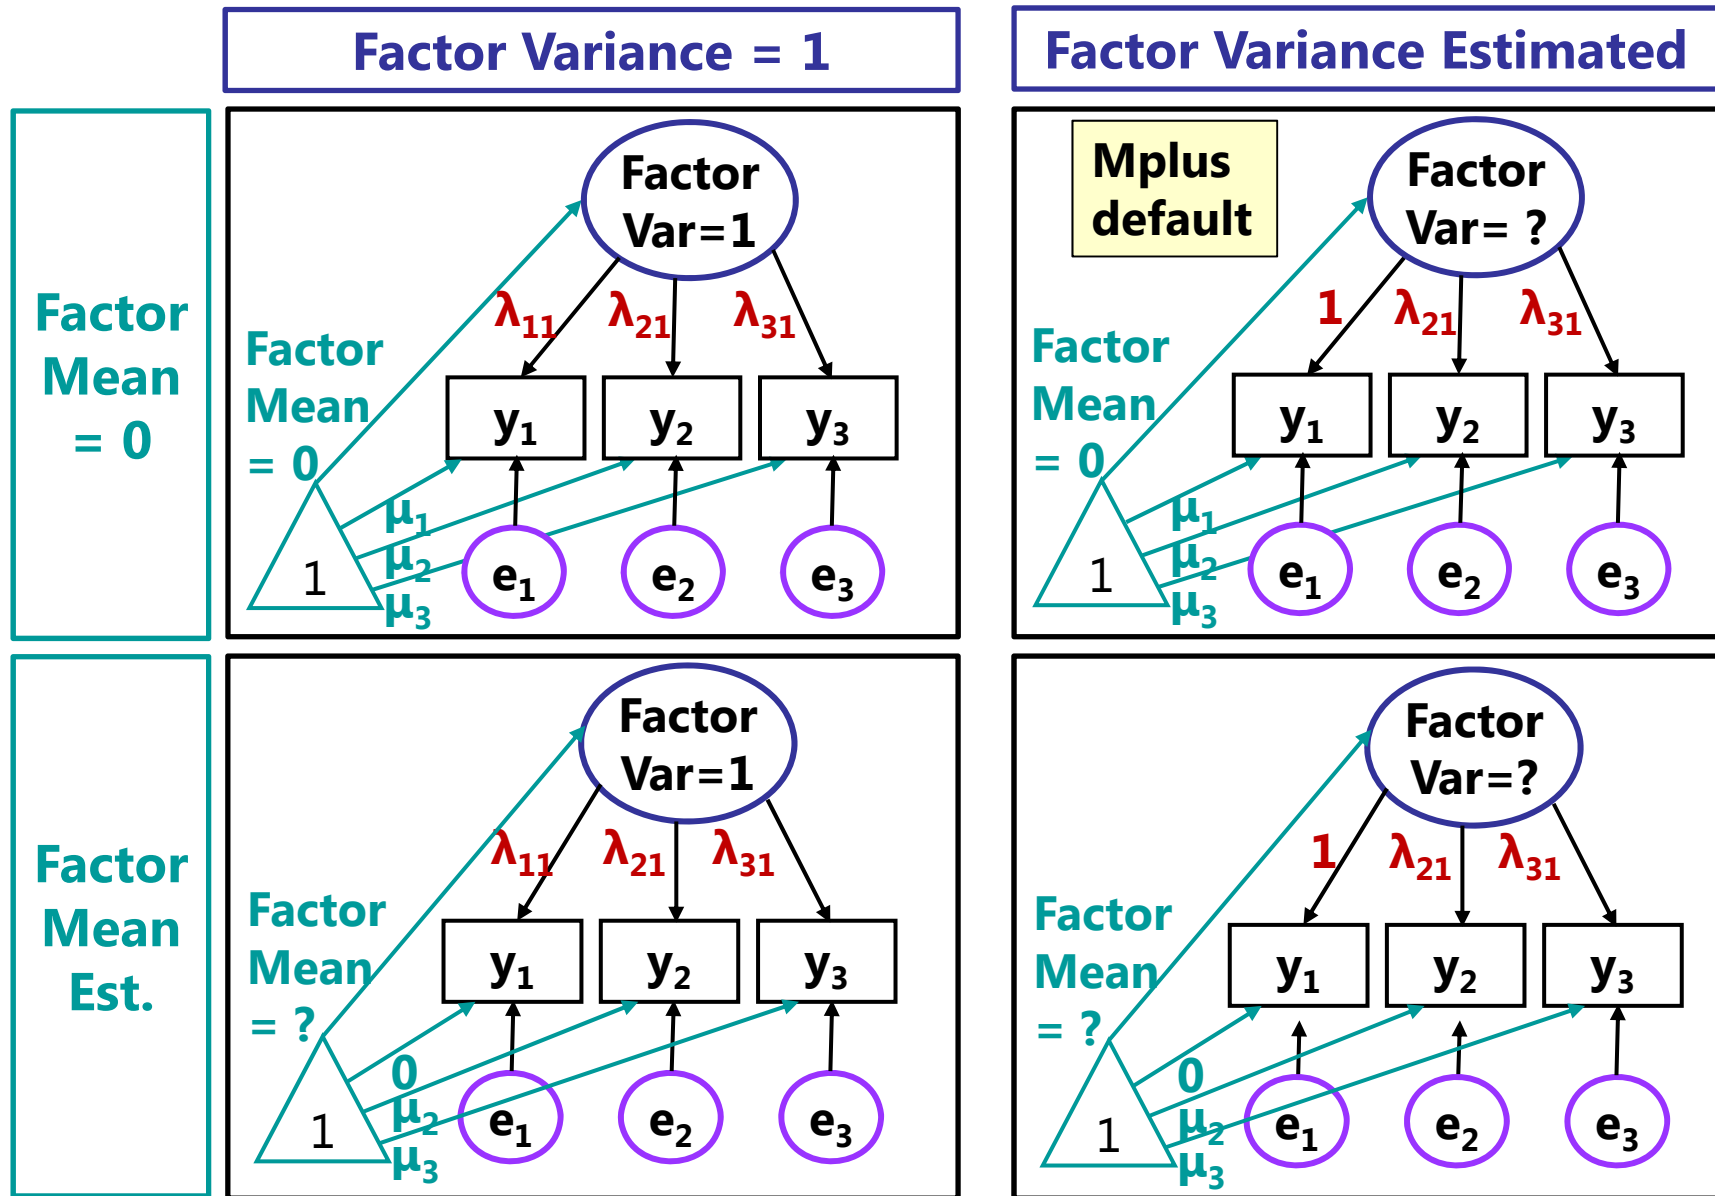 Factor Variance = 1
Factor Variance Estimated
Factor
Mean
= 0
Factor
Var=1
λ11 λ21 λ31
Factor
Mean
= 0
y1 y2 y3
μ1
μ2
μ3
1
e1 e2 e3
Mplus
default
Factor
Var= ?
1 λ21 λ31
Factor
Mean
= 0
y1 y2 y3
μ1
μ2
μ3
1
e1 e2 e3
Factor
Mean
Est.
Factor
Var=1
λ11 λ21 λ31
Factor
Mean
= ?
y1 y2 y3
0
μ2
μ3
1
e1 e2 e3
Factor
Var=?
1 λ21 λ31
Factor
Mean
= ?
y1 y2 y3
0
μ2
μ3
1
e1 e2 e3